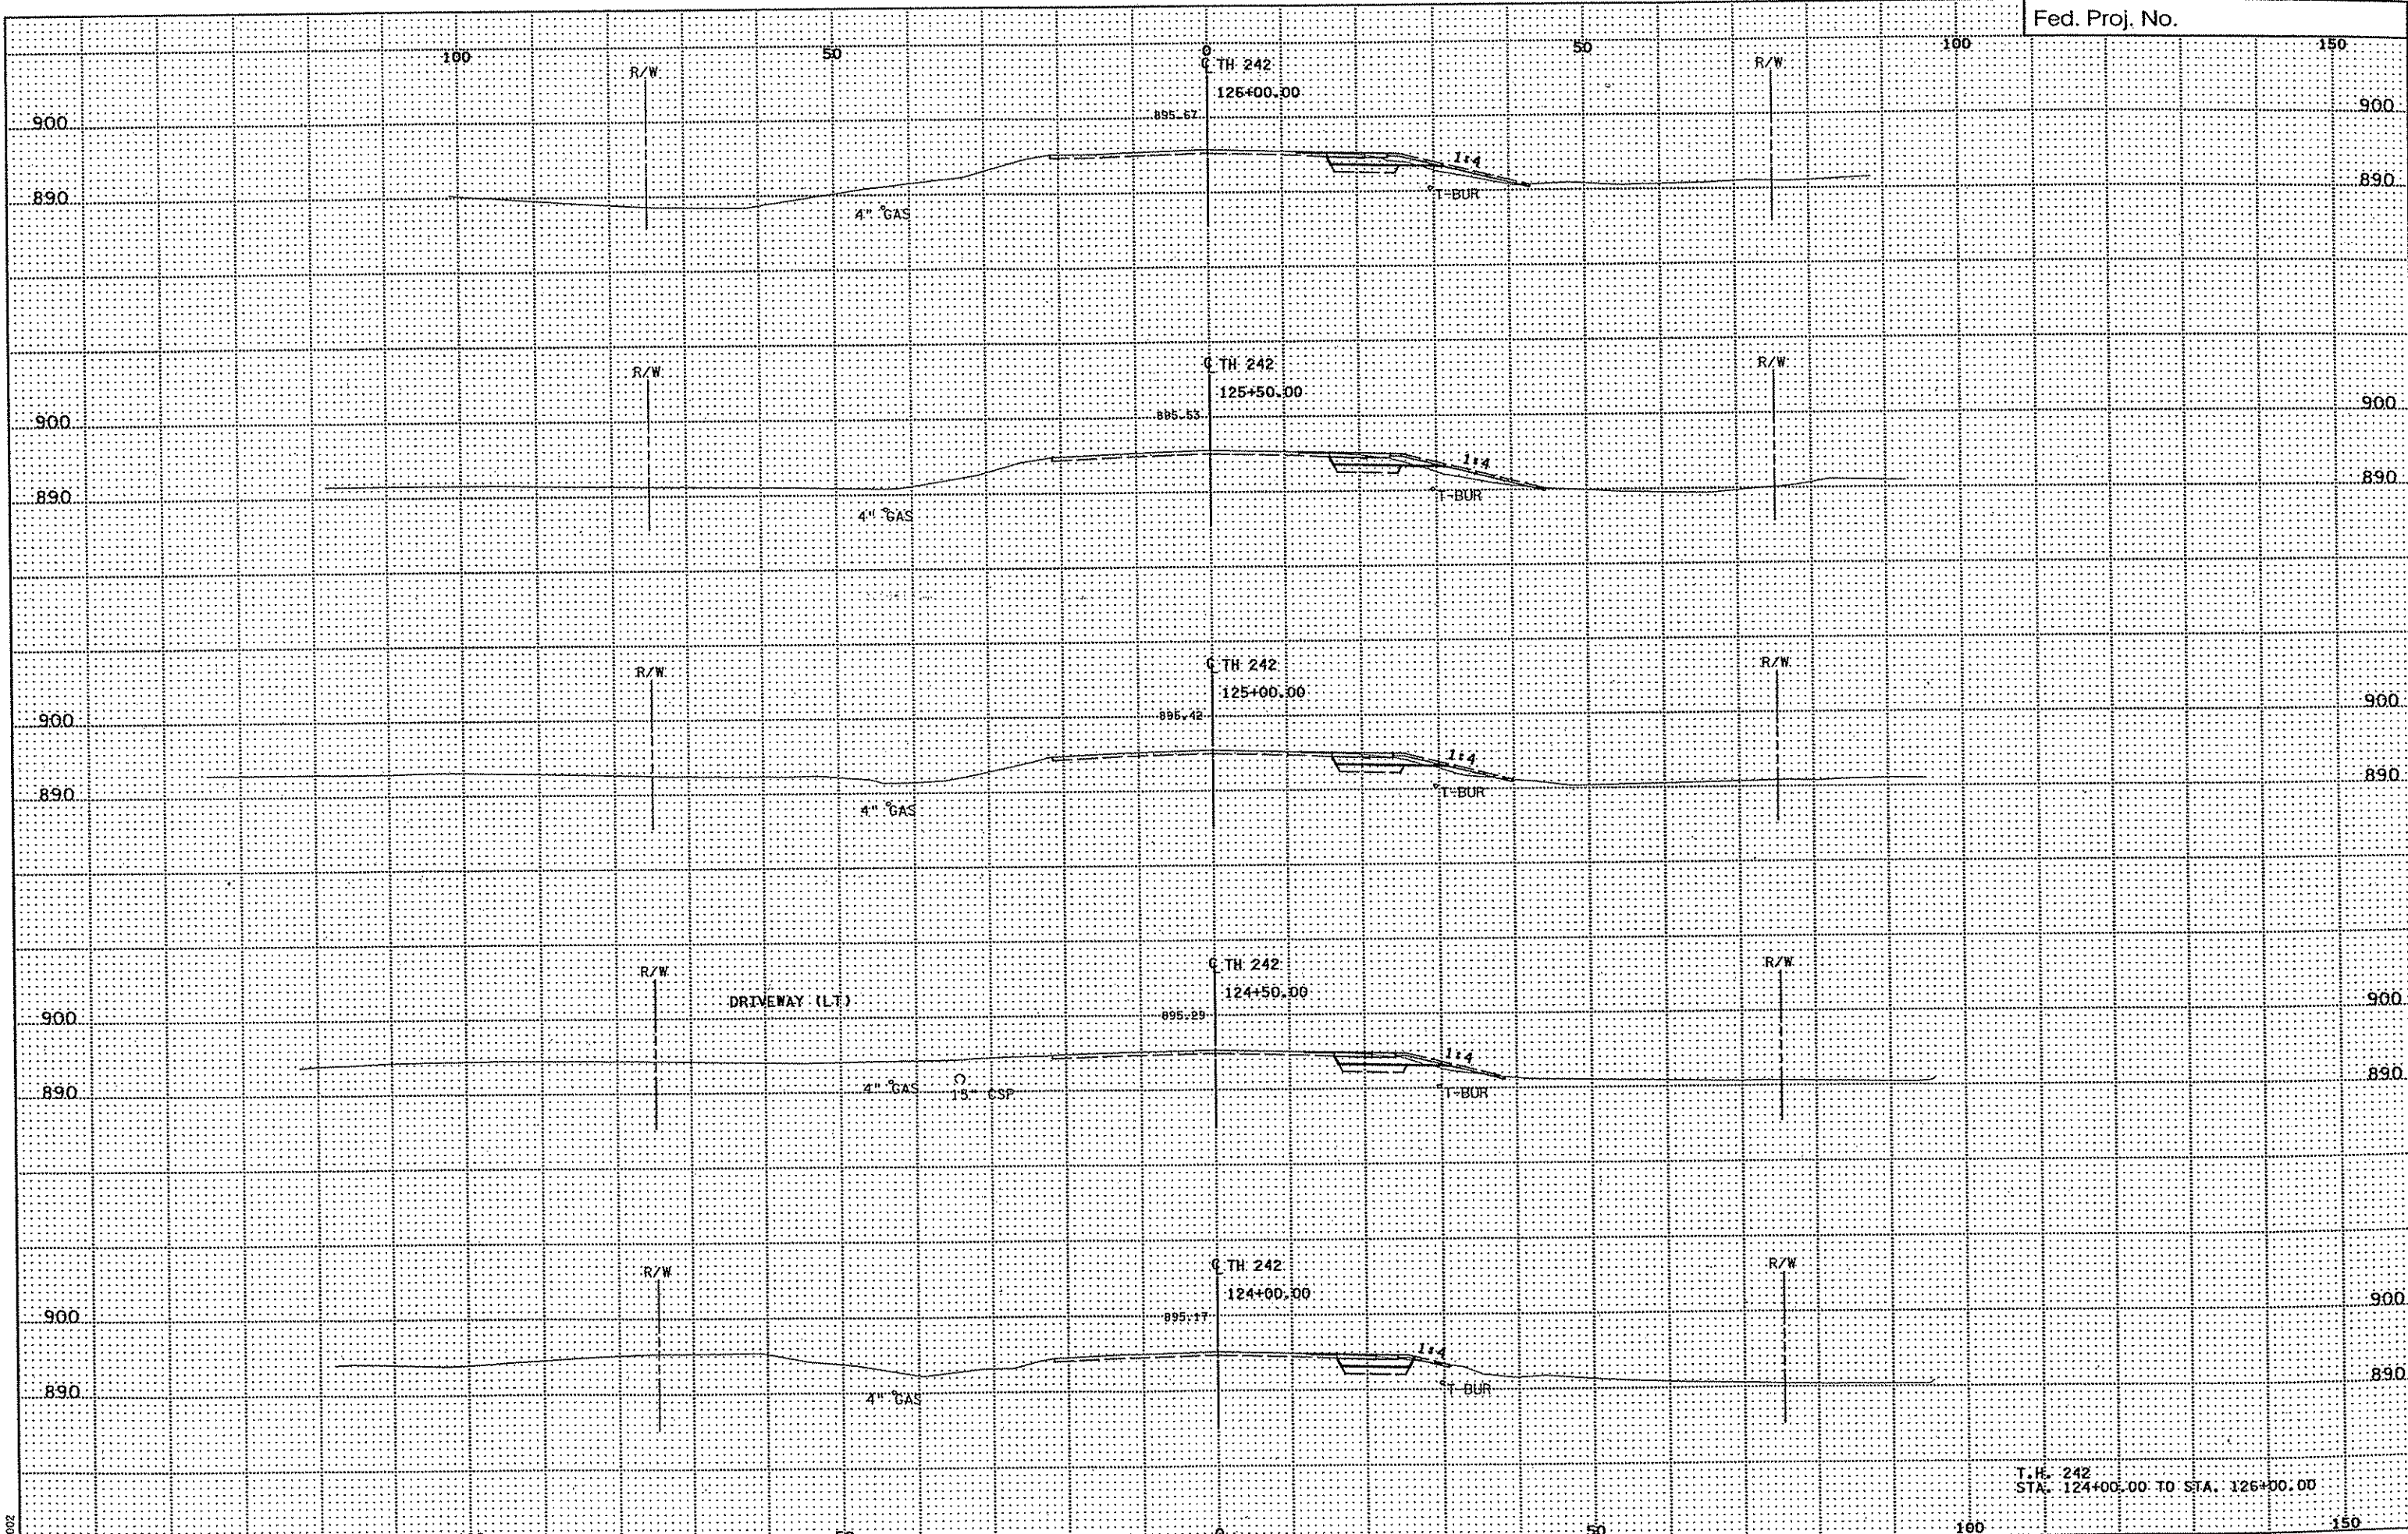 Fed. Proj. No.
100 50 0 50 100 150
R/W ℄ TH 242 R/W
126+00.00
900 895.67 900
1:4
890 4" GAS T-BUR 890
R/W ℄ TH 242 R/W
125+50.00
900 895.53 900
1:4
890 4" GAS T-BUR 890
R/W ℄ TH 242 R/W
125+00.00
900 895.42 900
1:4
890 4" GAS T-BUR 890
R/W ℄ TH 242 R/W
DRIVEWAY (LT) 124+50.00
900 895.29 900
1:4
890 4" GAS 15" CSP T-BUR 890
R/W ℄ TH 242 R/W
124+00.00
900 895.17 900
1:4
890 4" GAS T-BUR 890
T.H. 242
STA. 124+00.00 TO STA. 126+00.00
002
0 50 100 150